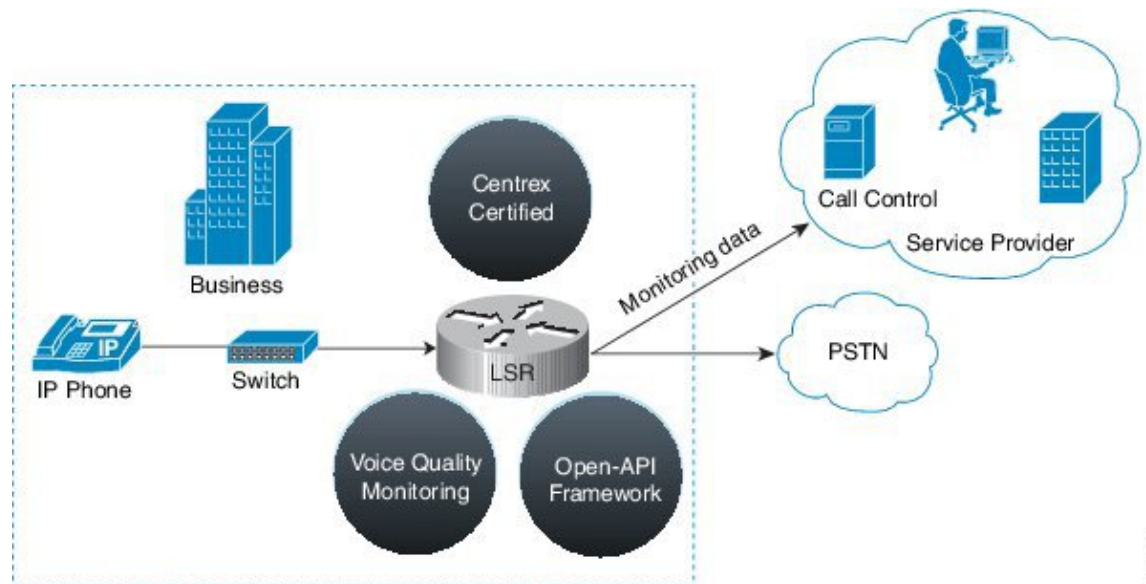 Centrex
Certified
Call Control
Service Provider
Monitoring data
Business
IP
IP Phone
Switch
LSR
PSTN
Voice Quality
Monitoring
Open-API
Framework